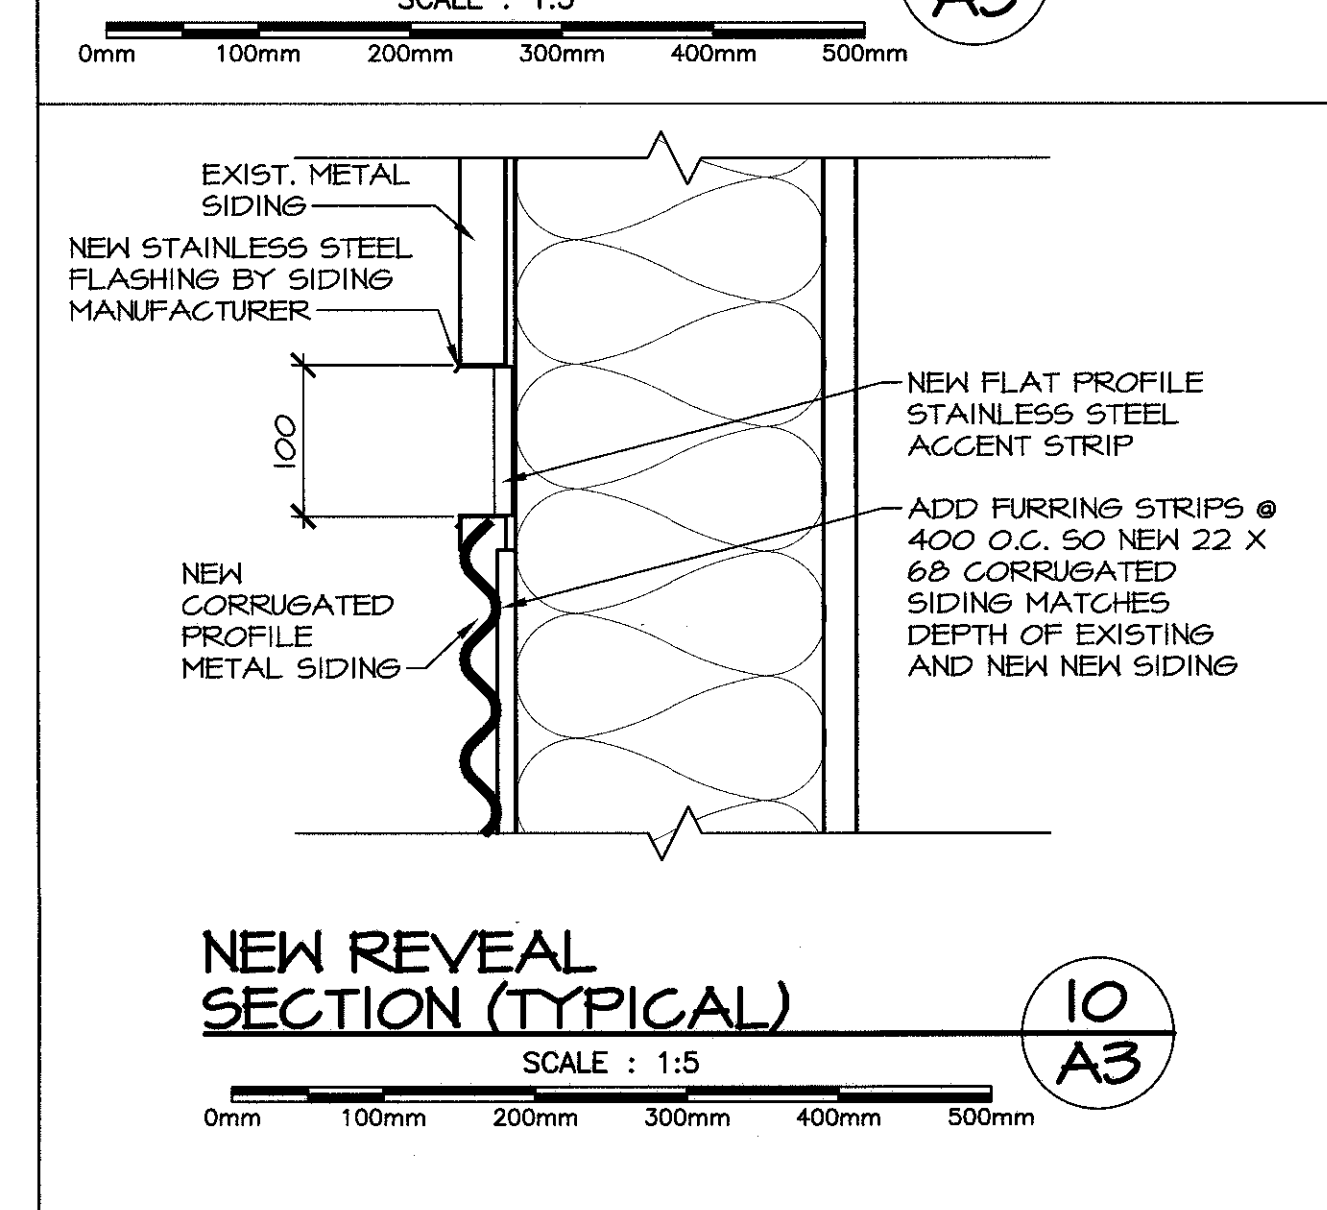 SCALE : 1:5
A3
0mm 100mm 200mm 300mm 400mm 500mm
EXIST. METAL
SIDING
NEW STAINLESS STEEL
FLASHING BY SIDING
MANUFACTURER
100
NEW FLAT PROFILE
STAINLESS STEEL
ACCENT STRIP
ADD FURRING STRIPS @
400 O.C. SO NEW 22 X
68 CORRUGATED
SIDING MATCHES
DEPTH OF EXISTING
AND NEW NEW SIDING
NEW
CORRUGATED
PROFILE
METAL SIDING
NEW REVEAL
SECTION (TYPICAL)
10
A3
SCALE : 1:5
0mm 100mm 200mm 300mm 400mm 500mm